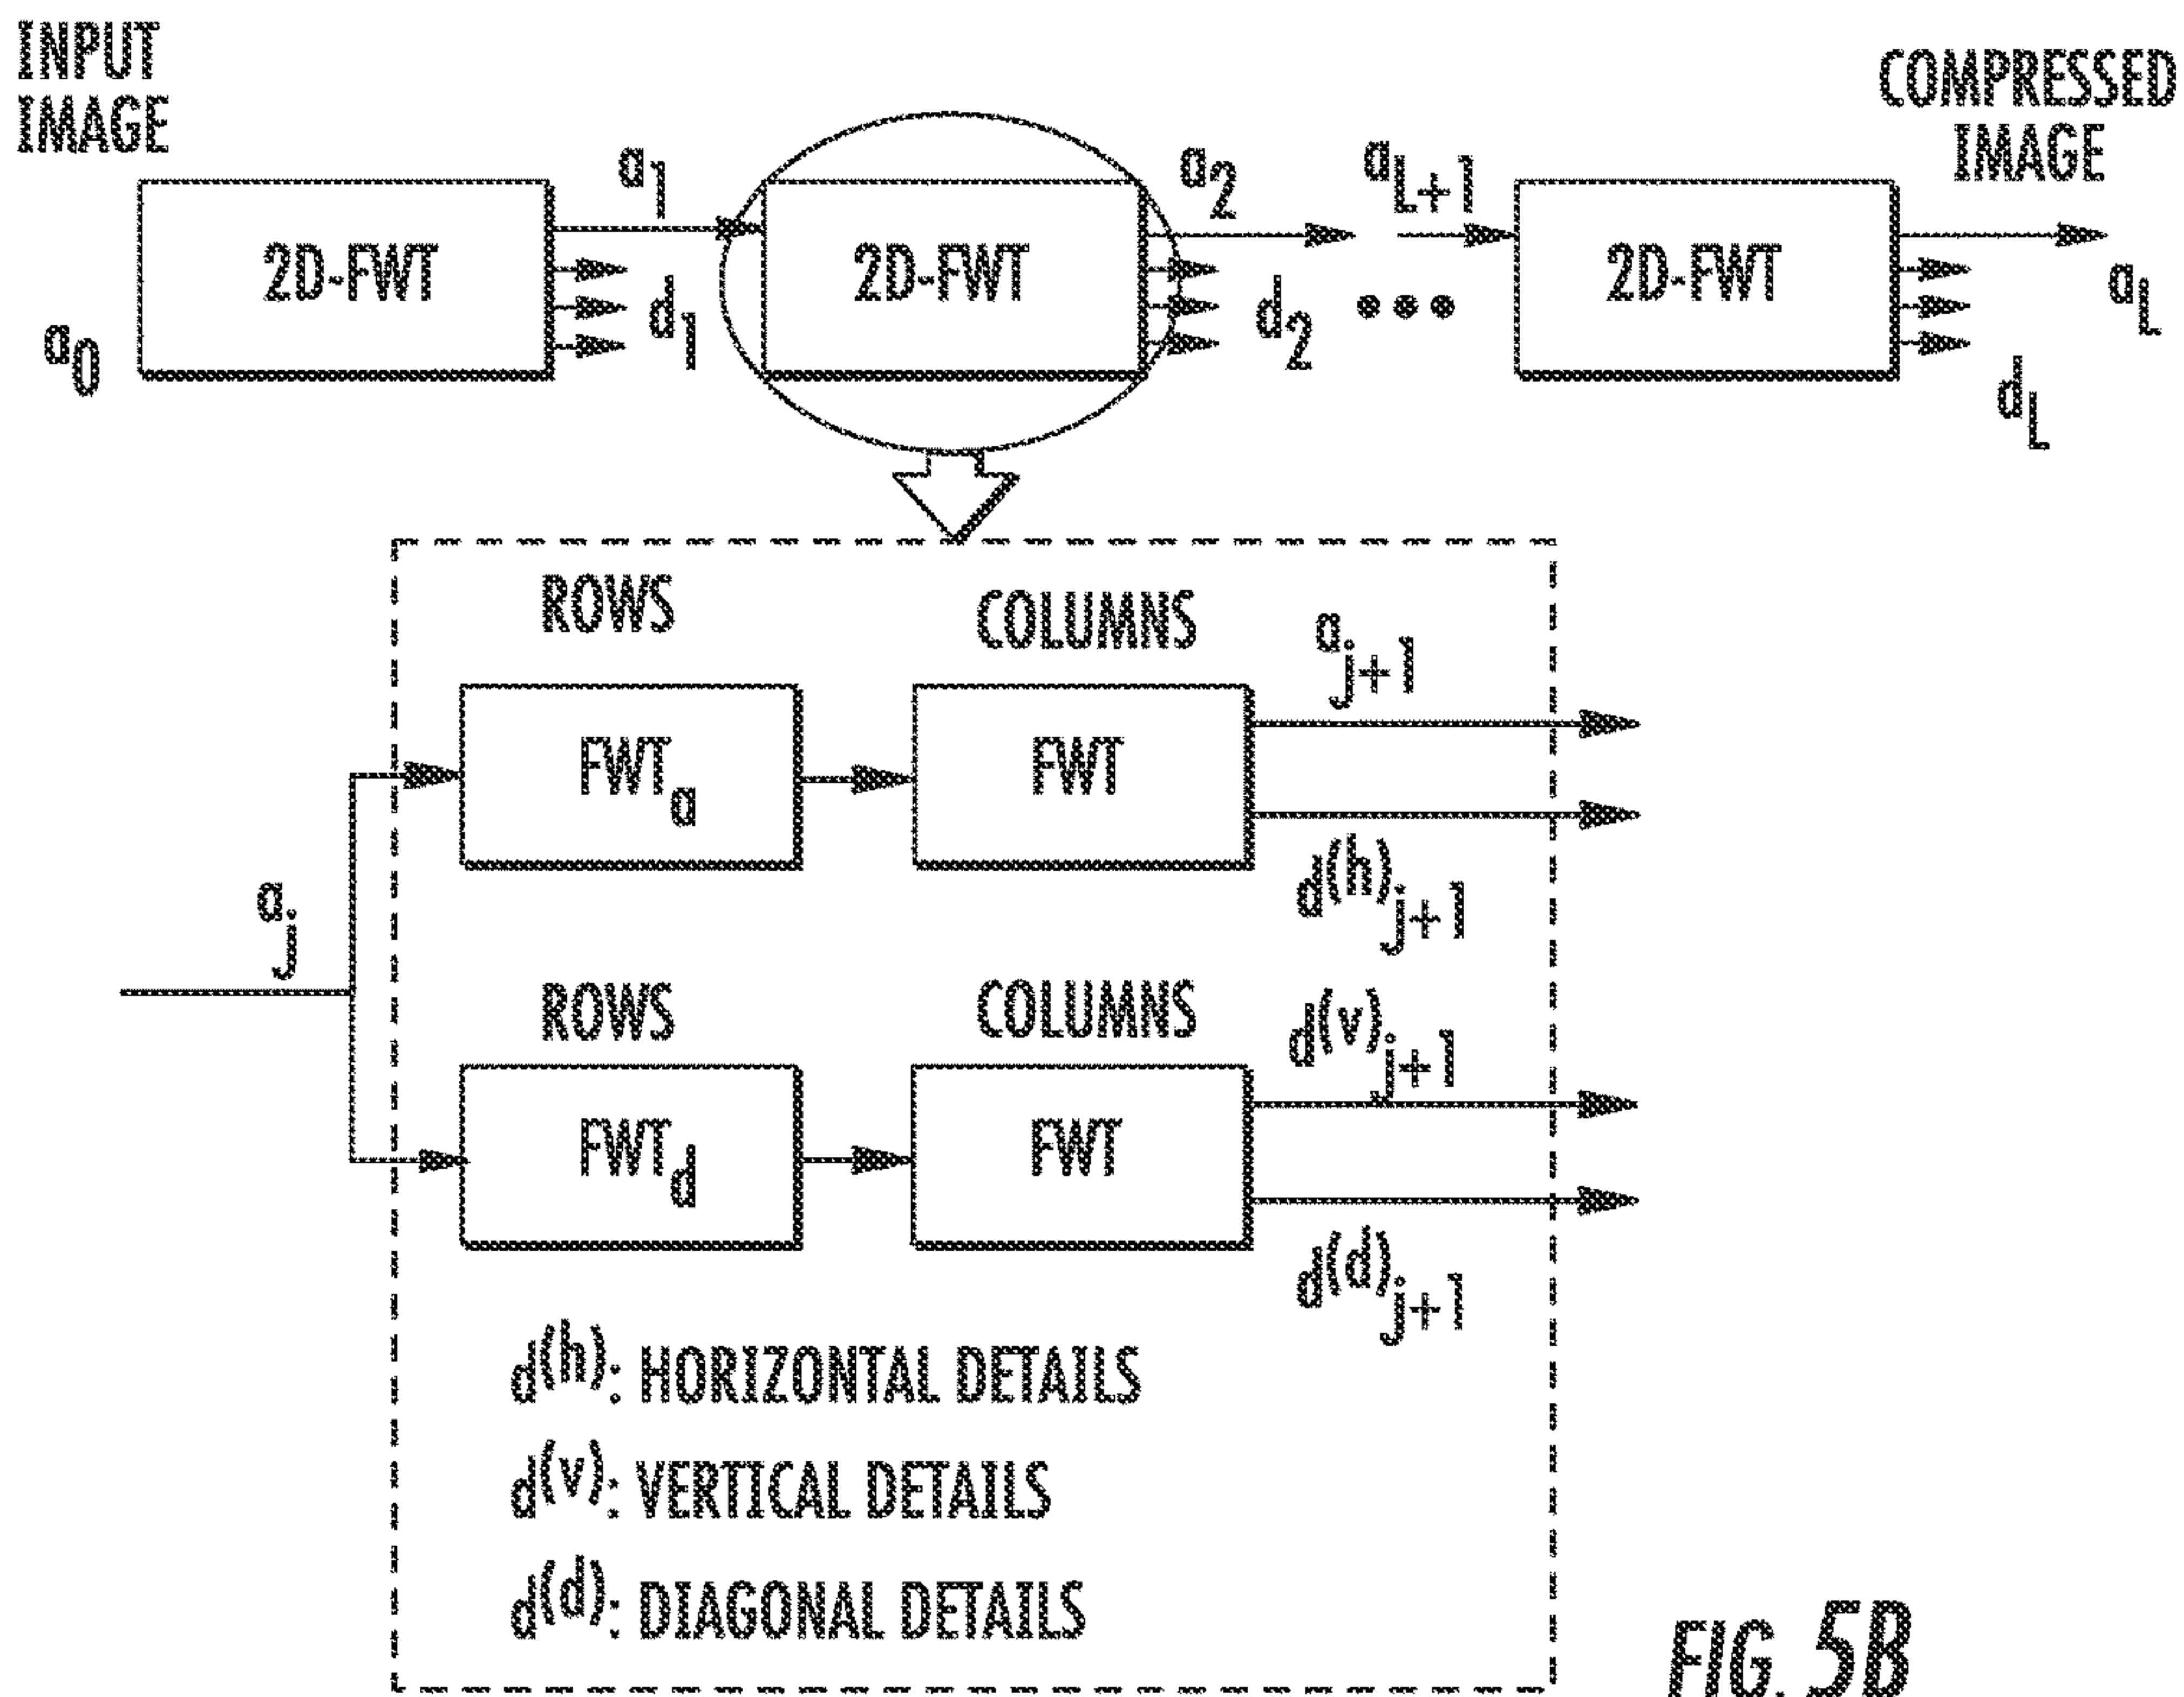 INPUT
IMAGE
COMPRESSED
IMAGE
a0
2D-FWT
a1
d1
2D-FWT
a2
d2
•••
aL+1
2D-FWT
aL
dL
ROWS
COLUMNS
aj
FWTa
FWT
aj+1
d(h)j+1
ROWS
COLUMNS
FWTd
FWT
d(v)j+1
d(d)j+1
d(h): HORIZONTAL DETAILS
d(v): VERTICAL DETAILS
d(d): DIAGONAL DETAILS
FIG. 5B